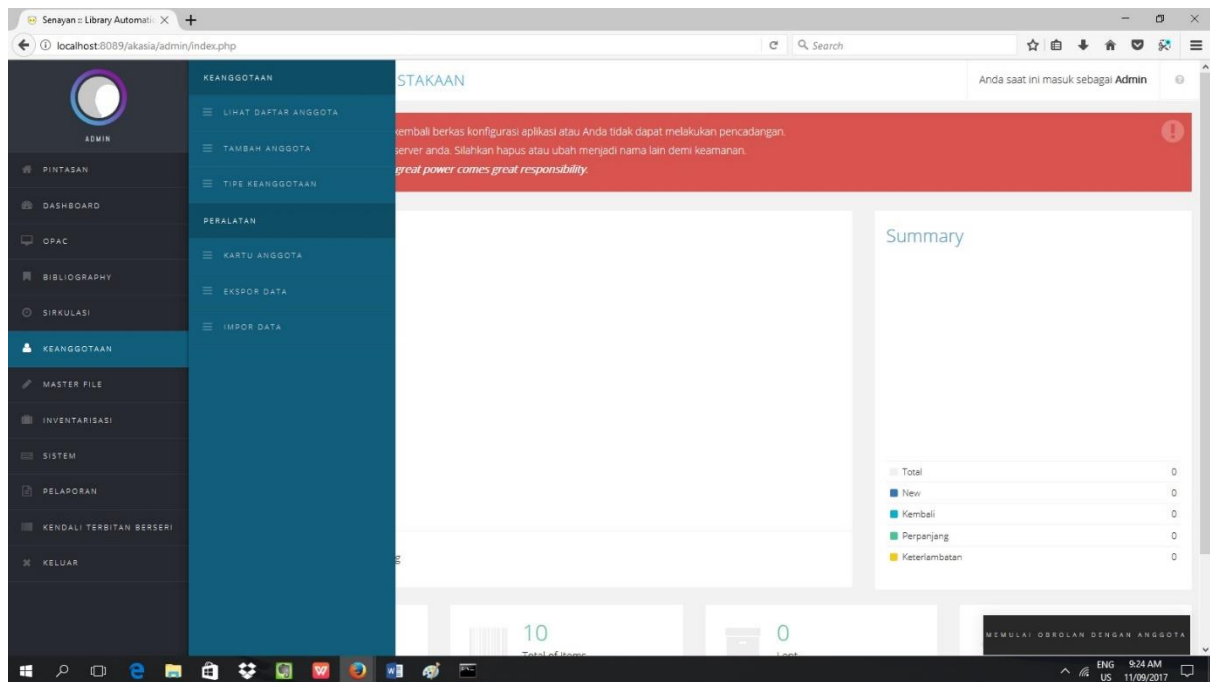 Senayan :: Library Automatic
localhost:8089/akasia/admin/index.php
Search
ADMIN
PINTASAN
DASHBOARD
OPAC
BIBLIOGRAPHY
SIRKULASI
KEANGGOTAAN
MASTER FILE
INVENTARISASI
SISTEM
PELAPORAN
KENDALI TERBITAN BERSERI
KELUAR
KEANGGOTAAN
LIHAT DAFTAR ANGGOTA
TAMBAH ANGGOTA
TIPE KEANGGOTAAN
PERALATAN
KARTU ANGGOTA
EKSPOR DATA
IMPOR DATA
STAKAAN
Anda saat ini masuk sebagai Admin
kembali berkas konfigurasi aplikasi atau Anda tidak dapat melakukan pencadangan.
server anda. Silahkan hapus atau ubah menjadi nama lain demi keamanan.
great power comes great responsibility.
Summary
Total 0
New 0
Kembali 0
Perpanjang 0
Keterlambatan 0
g
10
Total of Items
0
Lent
MEMULAI OBROLAN DENGAN ANGGOTA
ENG 9:24 AM
US 11/09/2017